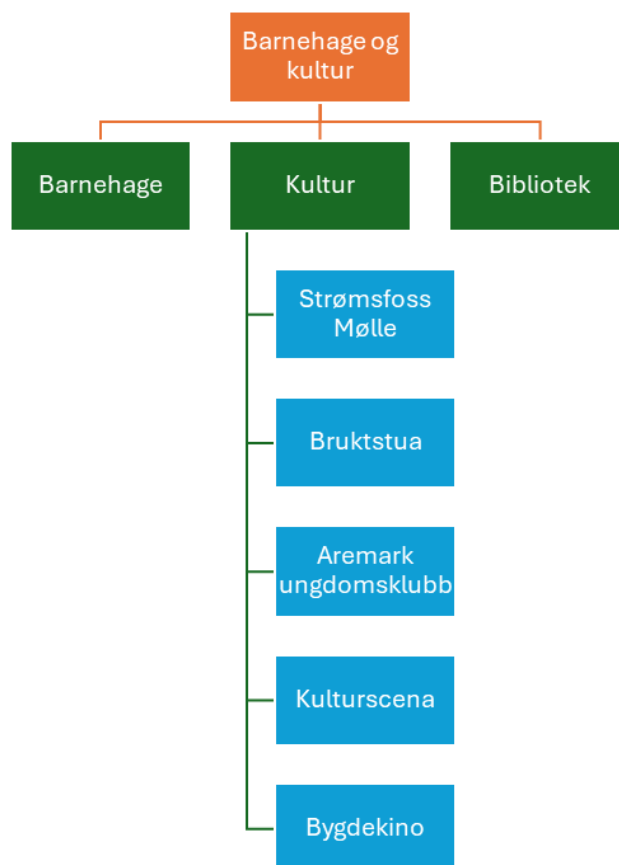 Barnehage og
kultur
Barnehage
Kultur
Bibliotek
Strømsfoss
Mølle
Bruktstua
Aremark
ungdomsklubb
Kulturscena
Bygdekino